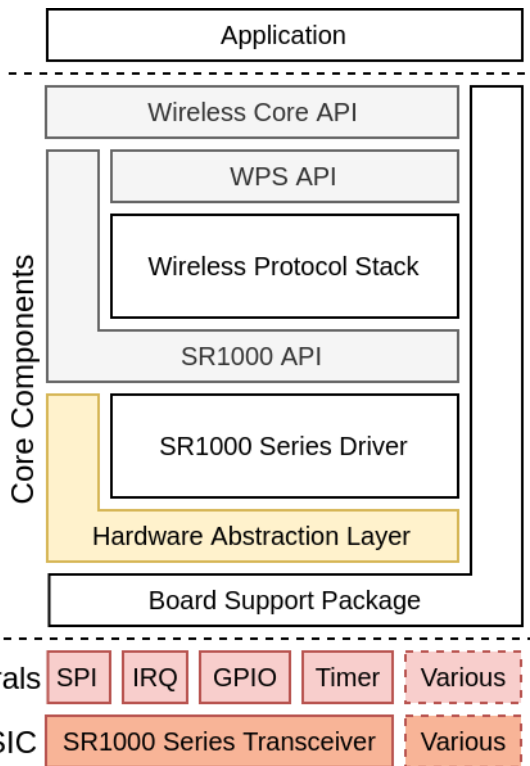 Application
Wireless Core API
WPS API
Wireless Protocol Stack
SR1000 API
Core Components
SR1000 Series Driver
Hardware Abstraction Layer
Board Support Package
rals SPI IRQ GPIO Timer Various
SIC SR1000 Series Transceiver Various